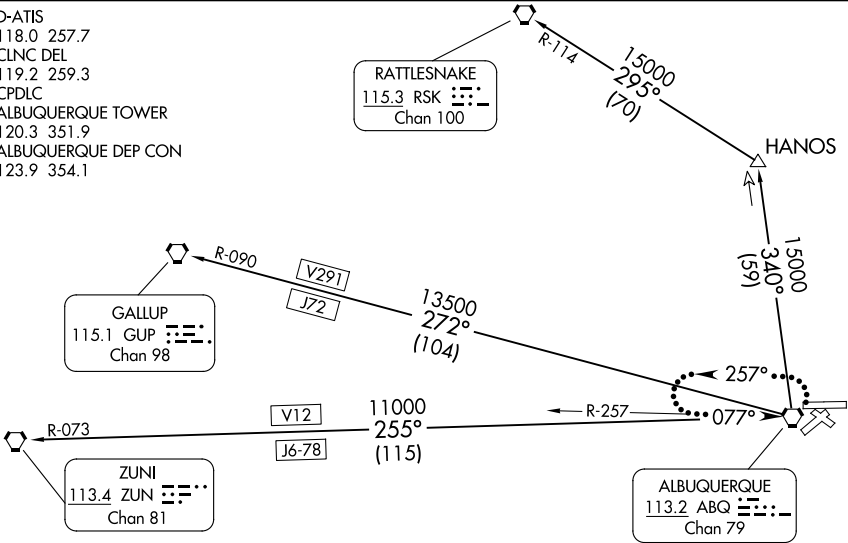 D-ATIS
118.0 257.7
CLNC DEL
119.2 259.3
CPDLC
ALBUQUERQUE TOWER
120.3 351.9
ALBUQUERQUE DEP CON
123.9 354.1
RATTLESNAKE
115.3 RSK
Chan 100
R-114
15000
295°
(70)
HANOS
15000
340°
(59)
GALLUP
115.1 GUP
Chan 98
R-090
V291
J72
13500
272°
(104)
257°
077°
R-257
R-073
V12
J6-78
11000
255°
(115)
ZUNI
113.4 ZUN
Chan 81
ALBUQUERQUE
113.2 ABQ
Chan 79